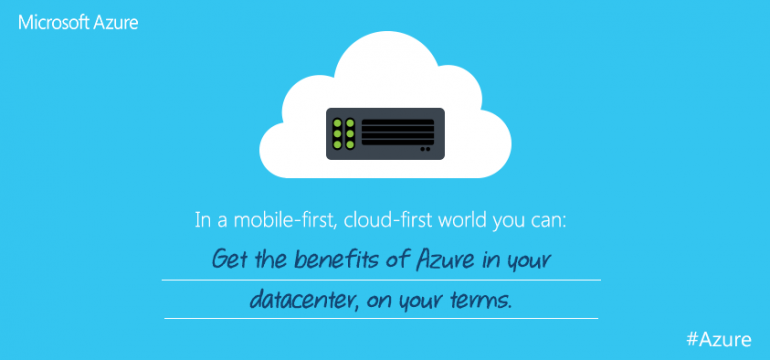 Microsoft Azure
In a mobile-first, cloud-first world you can:
Get the benefits of Azure in your
datacenter, on your terms.
#Azure